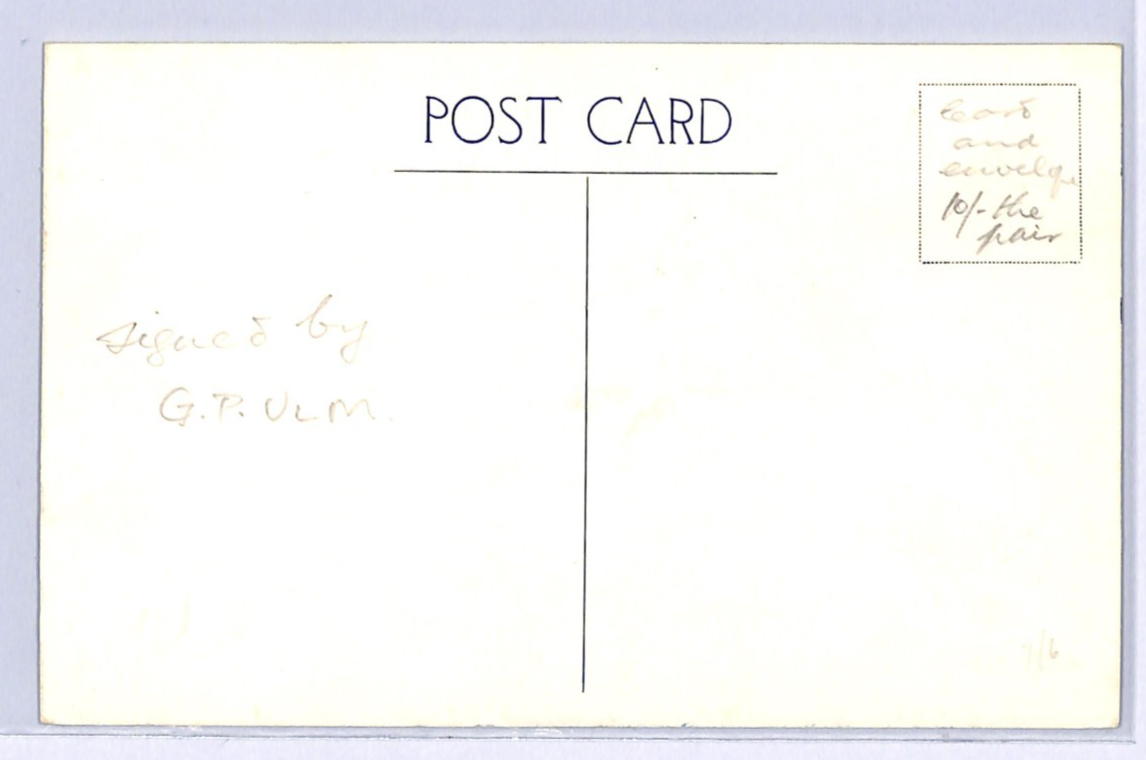 POST CARD
Card
and
envelope
10/- the
pair
signed by
G.P. ULM.
7/6